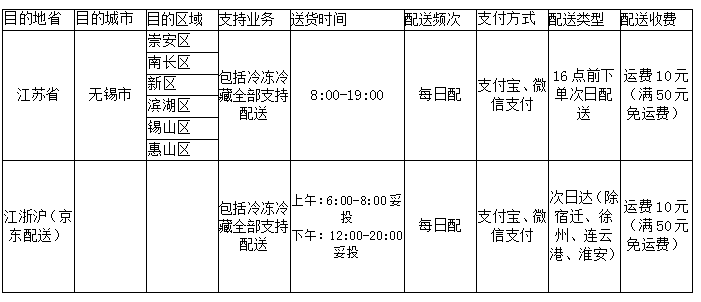 目的地省 目的城市 目的区域 支持业务 送货时间 配送频次 支付方式 配送类型 配送收费
江苏省
无锡市
崇安区
南长区
新区
滨湖区
锡山区
惠山区
包括冷冻冷
藏全部支持
配送
8:00-19:00
每日配
支付宝、微
信支付
16点前下
单次日配
送
运费10元
（满50元
免运费）
江浙沪（京
东配送）
包括冷冻冷
藏全部支持
配送
上午：6:00-8:00妥
投
下午：12:00-20:00
妥投
每日配
支付宝、微
信支付
次日达（除
宿迁、徐
州、连云
港、淮安）
运费10元
（满50元
免运费）